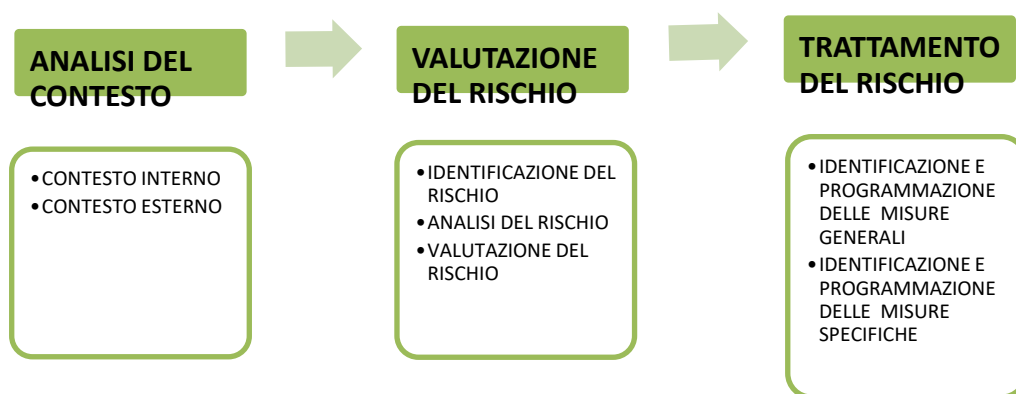 ANALISI DEL
CONTESTO
• CONTESTO INTERNO
• CONTESTO ESTERNO
VALUTAZIONE
DEL RISCHIO
• IDENTIFICAZIONE DEL
RISCHIO
• ANALISI DEL RISCHIO
• VALUTAZIONE DEL
RISCHIO
TRATTAMENTO
DEL RISCHIO
• IDENTIFICAZIONE E
PROGRAMMAZIONE
DELLE MISURE
GENERALI
• IDENTIFICAZIONE E
PROGRAMMAZIONE
DELLE MISURE
SPECIFICHE